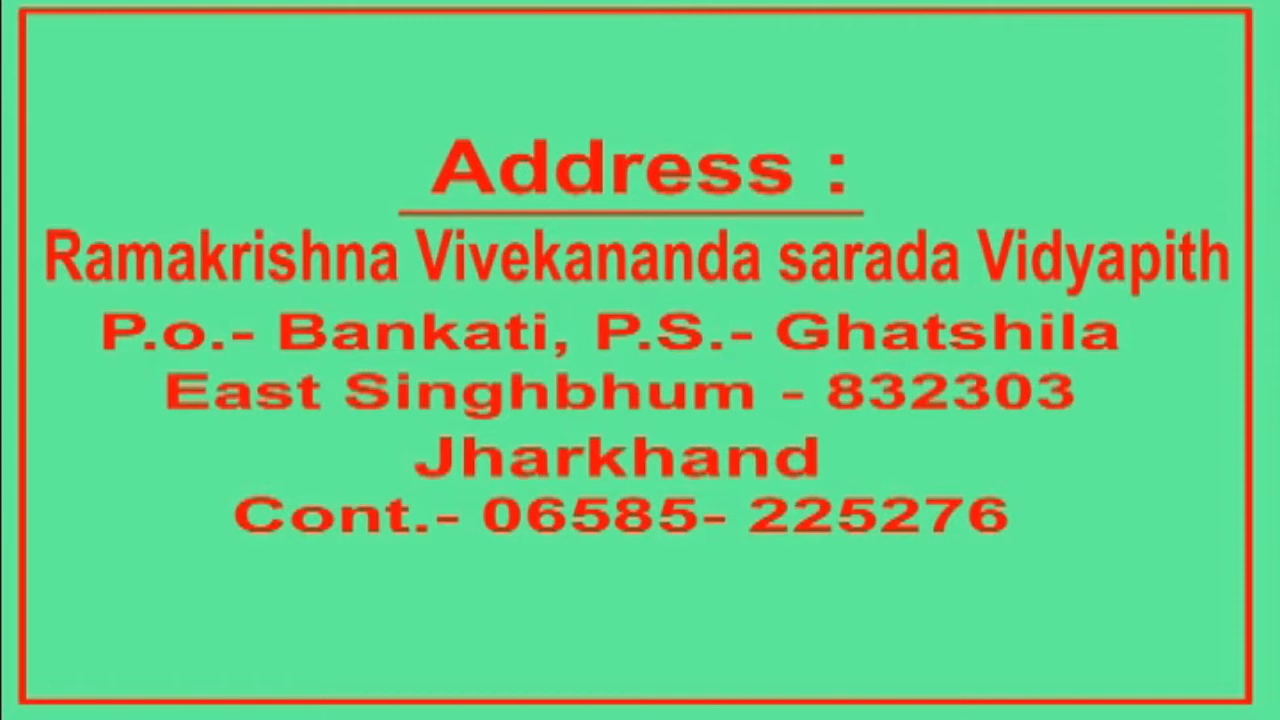 Address :
Ramakrishna Vivekananda sarada Vidyapith
P.o.- Bankati, P.S.- Ghatshila
East Singhbhum - 832303
Jharkhand
Cont.- 06585- 225276